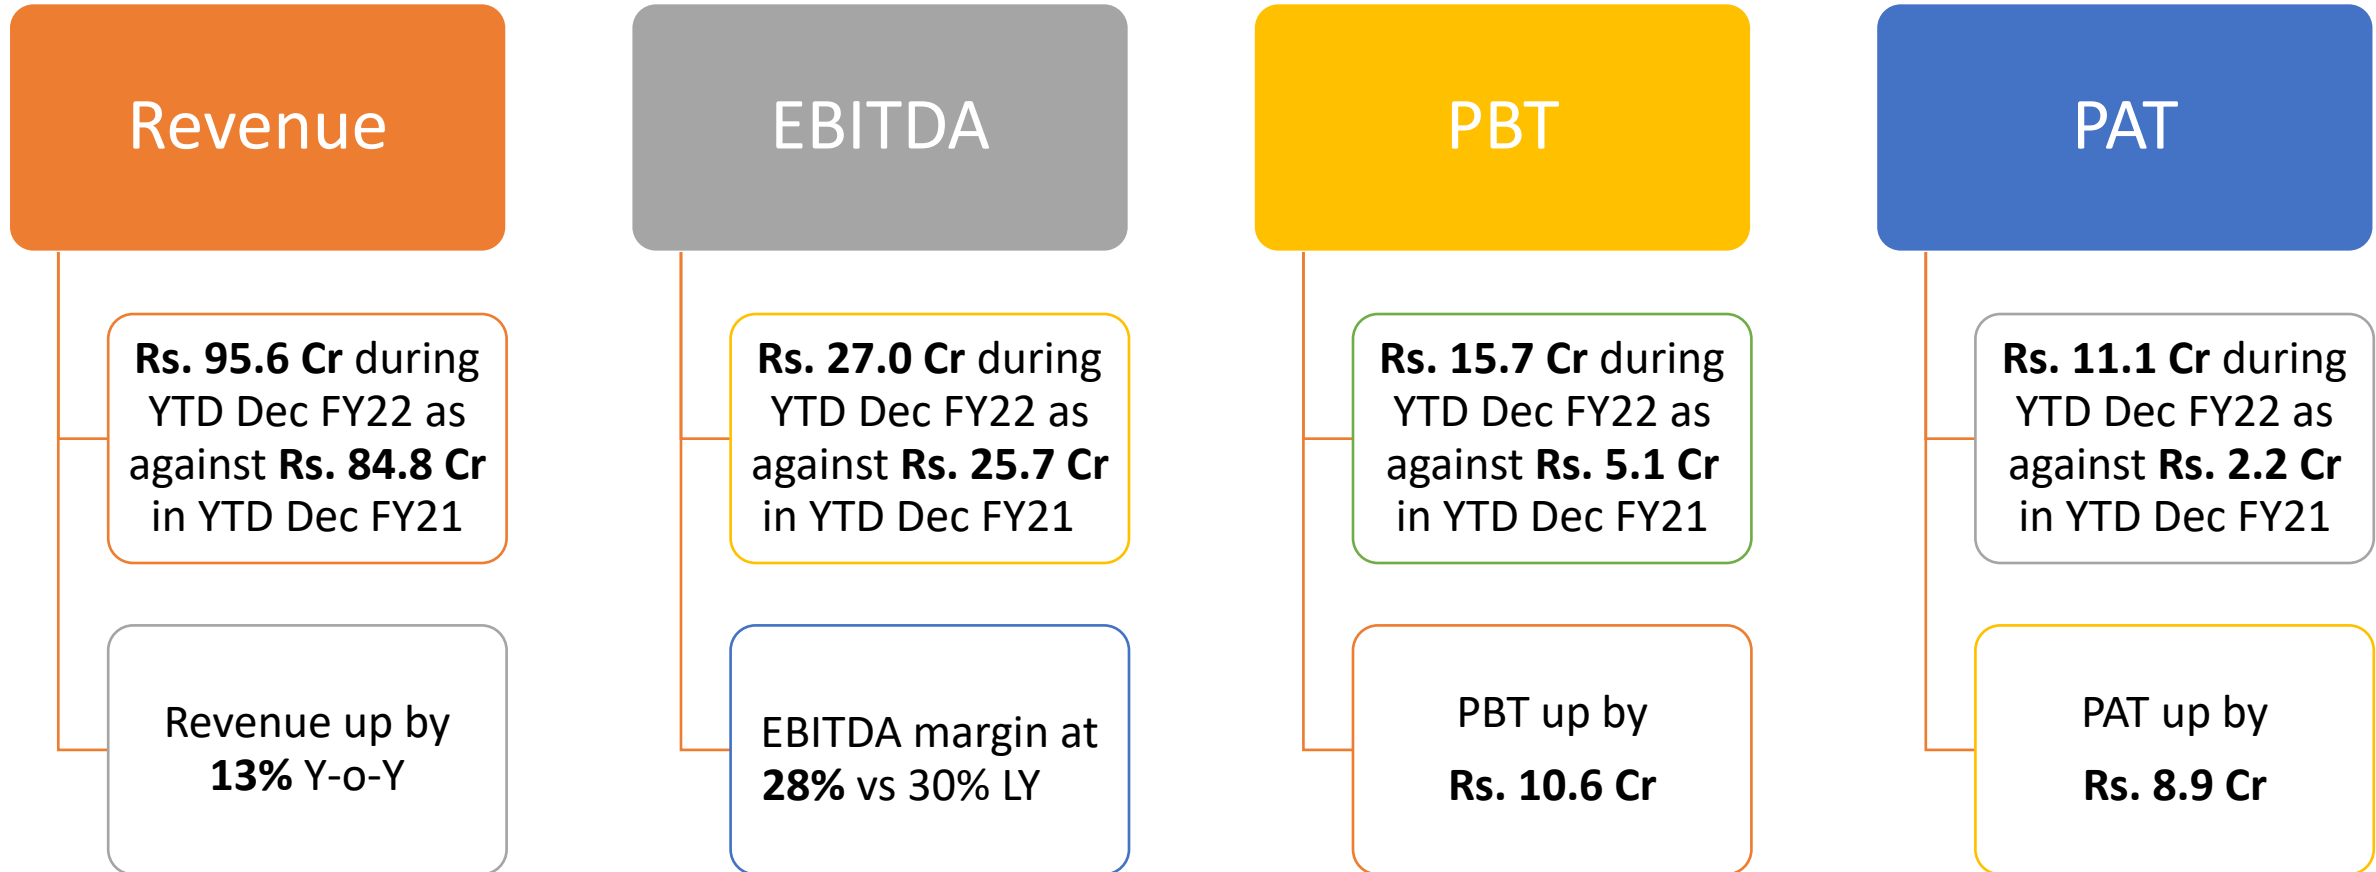 Revenue
Rs. 95.6 Cr during
YTD Dec FY22 as
against Rs. 84.8 Cr
in YTD Dec FY21
Revenue up by
13% Y-o-Y
EBITDA
Rs. 27.0 Cr during
YTD Dec FY22 as
against Rs. 25.7 Cr
in YTD Dec FY21
EBITDA margin at
28% vs 30% LY
PBT
Rs. 15.7 Cr during
YTD Dec FY22 as
against Rs. 5.1 Cr
in YTD Dec FY21
PBT up by
Rs. 10.6 Cr
PAT
Rs. 11.1 Cr during
YTD Dec FY22 as
against Rs. 2.2 Cr
in YTD Dec FY21
PAT up by
Rs. 8.9 Cr